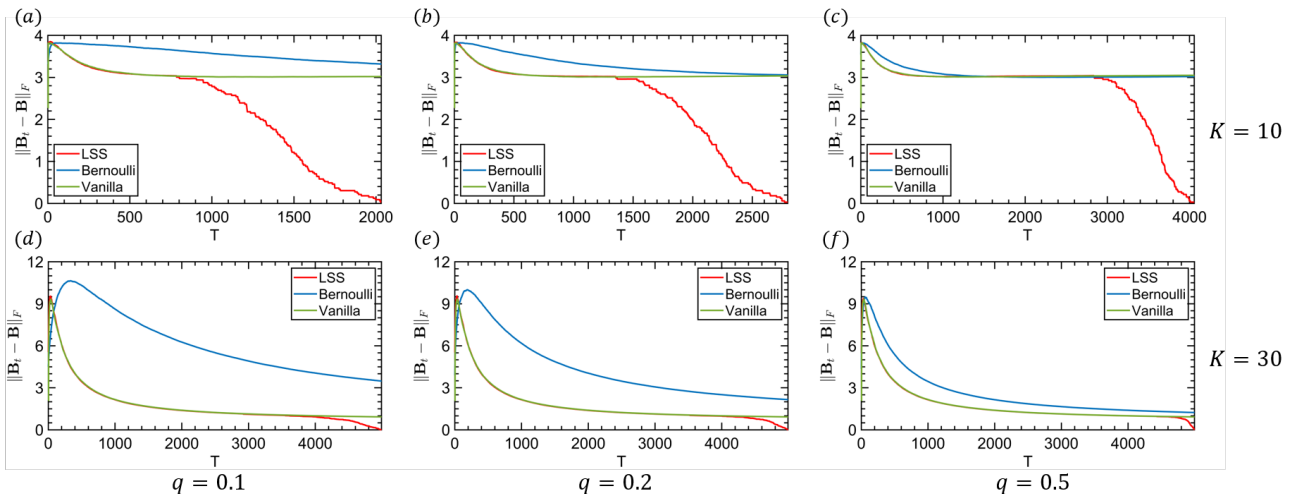 (a) (b) (c)
4 4 4
3 3 3
2 2 2
1 1 1
0 0 0
‖B_t − B‖_F ‖B_t − B‖_F ‖B_t − B‖_F
LSS LSS LSS
Bernoulli Bernoulli Bernoulli
Vanilla Vanilla Vanilla
K = 10
0 500 1000 1500 2000 0 500 1000 1500 2000 2500 0 1000 2000 3000 4000
T T T
(d) (e) (f)
12 12 12
9 9 9
6 6 6
3 3 3
0 0 0
‖B_t − B‖_F ‖B_t − B‖_F ‖B_t − B‖_F
LSS LSS LSS
Bernoulli Bernoulli Bernoulli
Vanilla Vanilla Vanilla
K = 30
0 1000 2000 3000 4000 0 1000 2000 3000 4000 0 1000 2000 3000 4000
T T T
q = 0.1 q = 0.2 q = 0.5